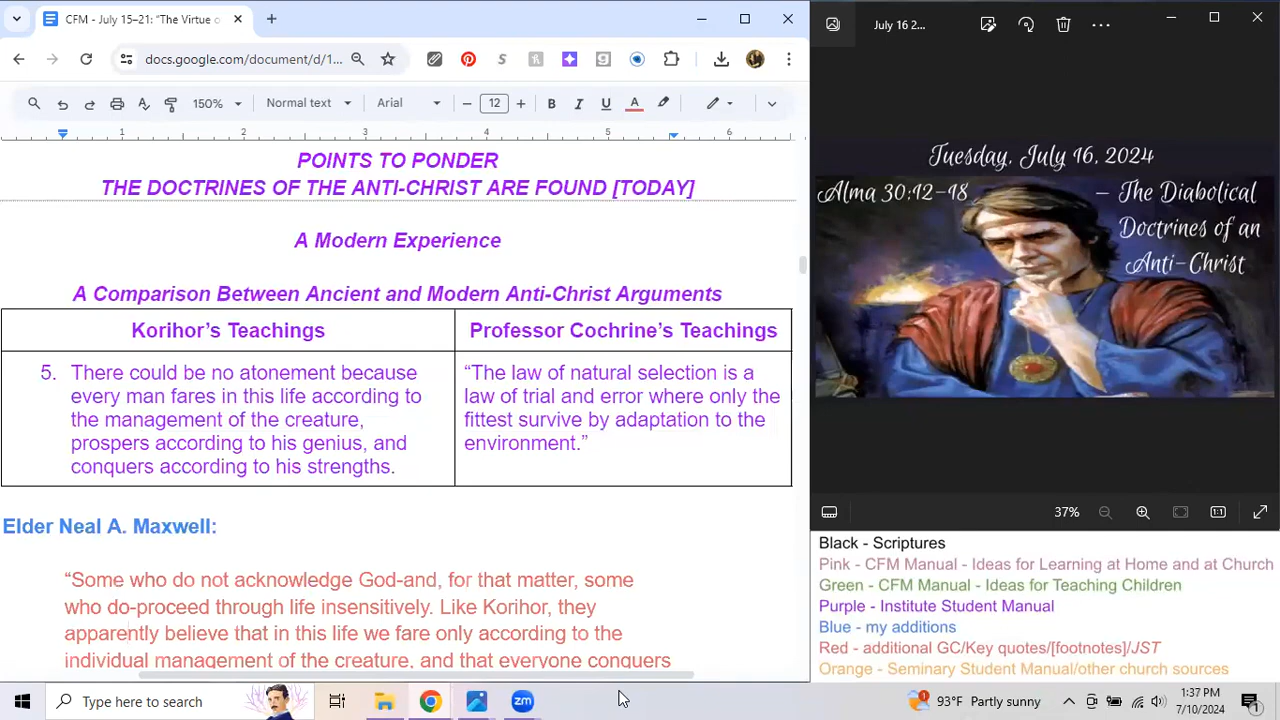 CFM - July 15–21: “The Virtue o
docs.google.com/document/d/1...
150%
Normal text
Arial
12
1 2 3 4 5 6
POINTS TO PONDER
THE DOCTRINES OF THE ANTI-CHRIST ARE FOUND [TODAY]
A Modern Experience
A Comparison Between Ancient and Modern Anti-Christ Arguments
Korihor’s Teachings
Professor Cochrine’s Teachings
5. There could be no atonement because
every man fares in this life according to
the management of the creature,
prospers according to his genius, and
conquers according to his strengths.
“The law of natural selection is a
law of trial and error where only the
fittest survive by adaptation to the
environment.”
Elder Neal A. Maxwell:
“Some who do not acknowledge God-and, for that matter, some
who do-proceed through life insensitively. Like Korihor, they
apparently believe that in this life we fare only according to the
individual management of the creature, and that everyone conquers
July 16 2...
Tuesday, July 16, 2024
Alma 30:12–18 – The Diabolical
Doctrines of an
Anti-Christ
37%
1:1
Black - Scriptures
Pink - CFM Manual - Ideas for Learning at Home and at Church
Green - CFM Manual - Ideas for Teaching Children
Purple - Institute Student Manual
Blue - my additions
Red - additional GC/Key quotes/[footnotes]/JST
Orange - Seminary Student Manual/other church sources
Type here to search
zm
93°F Partly sunny
1:37 PM
7/10/2024